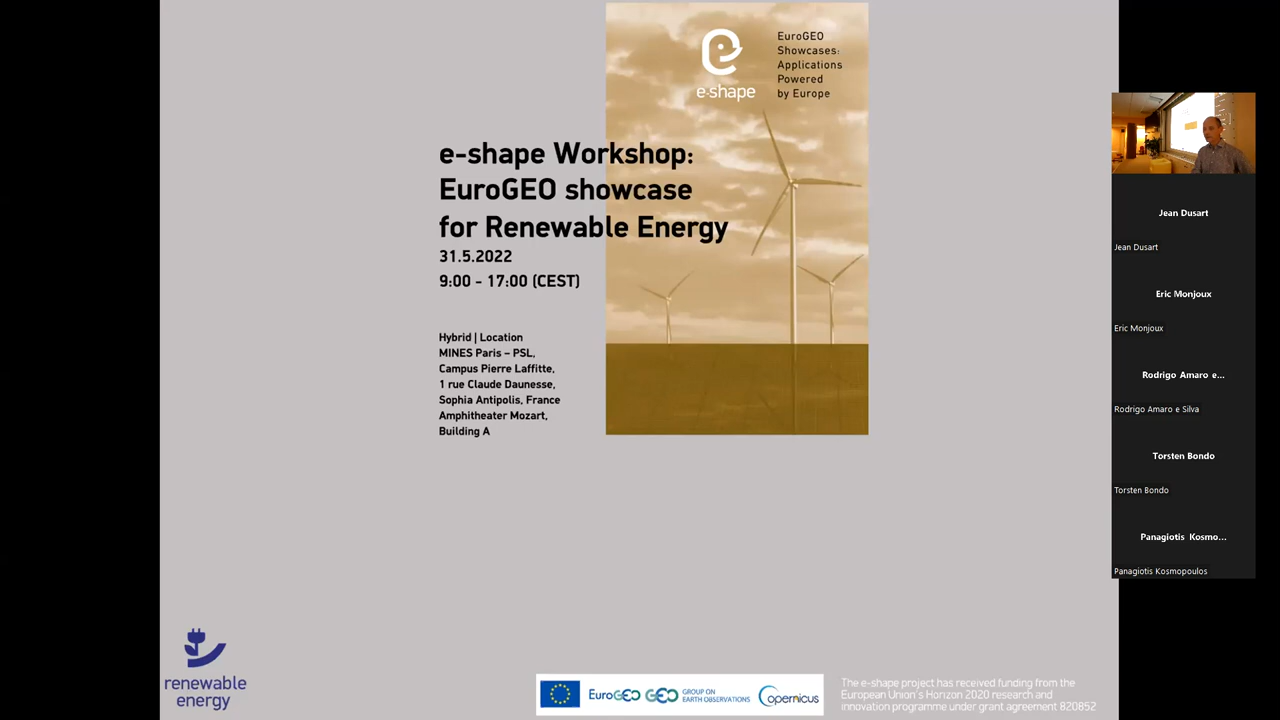 e-shape
EuroGEO
Showcases:
Applications
Powered
by Europe
e-shape Workshop:
EuroGEO showcase
for Renewable Energy
31.5.2022
9:00 - 17:00 (CEST)
Hybrid | Location
MINES Paris – PSL,
Campus Pierre Laffitte,
1 rue Claude Daunesse,
Sophia Antipolis, France
Amphitheater Mozart,
Building A
Jean Dusart
Jean Dusart
Eric Monjoux
Eric Monjoux
Rodrigo Amaro e...
Rodrigo Amaro e Silva
Torsten Bondo
Torsten Bondo
Panagiotis Kosmo...
Panagiotis Kosmopoulos
renewable
energy
EuroGEO GEO GROUP ON
EARTH OBSERVATIONS
opernicus
The e-shape project has received funding from the
European Union's Horizon 2020 research and
innovation programme under grant agreement 820852